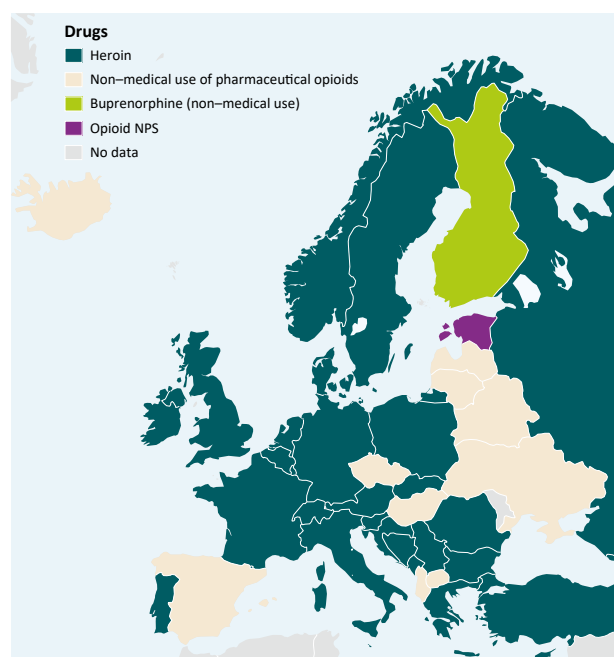 Drugs
Heroin
Non–medical use of pharmaceutical opioids
Buprenorphine (non–medical use)
Opioid NPS
No data